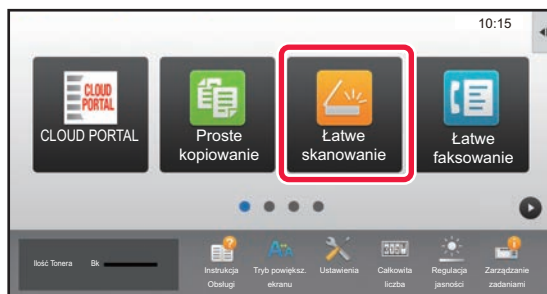 10:15
CLOUD
PORTAL
CLOUD PORTAL
Proste
kopiowanie
Łatwe
skanowanie
Łatwe
faksowanie
Ilość Tonera Bk
Instrukcja
Obsługi
Tryb powiększ.
ekranu
Ustawienia
Całkowita
liczba
Regulacja
jasności
Zarządzanie
zadaniami